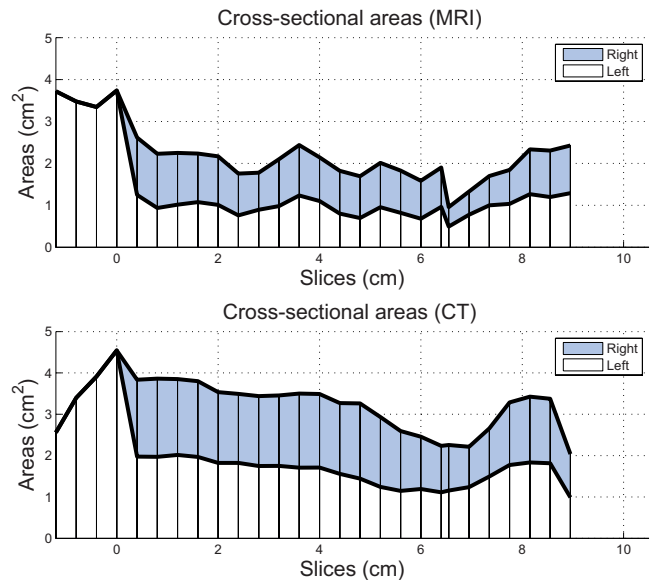 Cross-sectional areas (MRI)
5
4
3
2
1
0
Areas (cm²)
Right
Left
0
2
4
6
8
10
Slices (cm)
Cross-sectional areas (CT)
5
4
3
2
1
0
Areas (cm²)
Right
Left
0
2
4
6
8
10
Slices (cm)